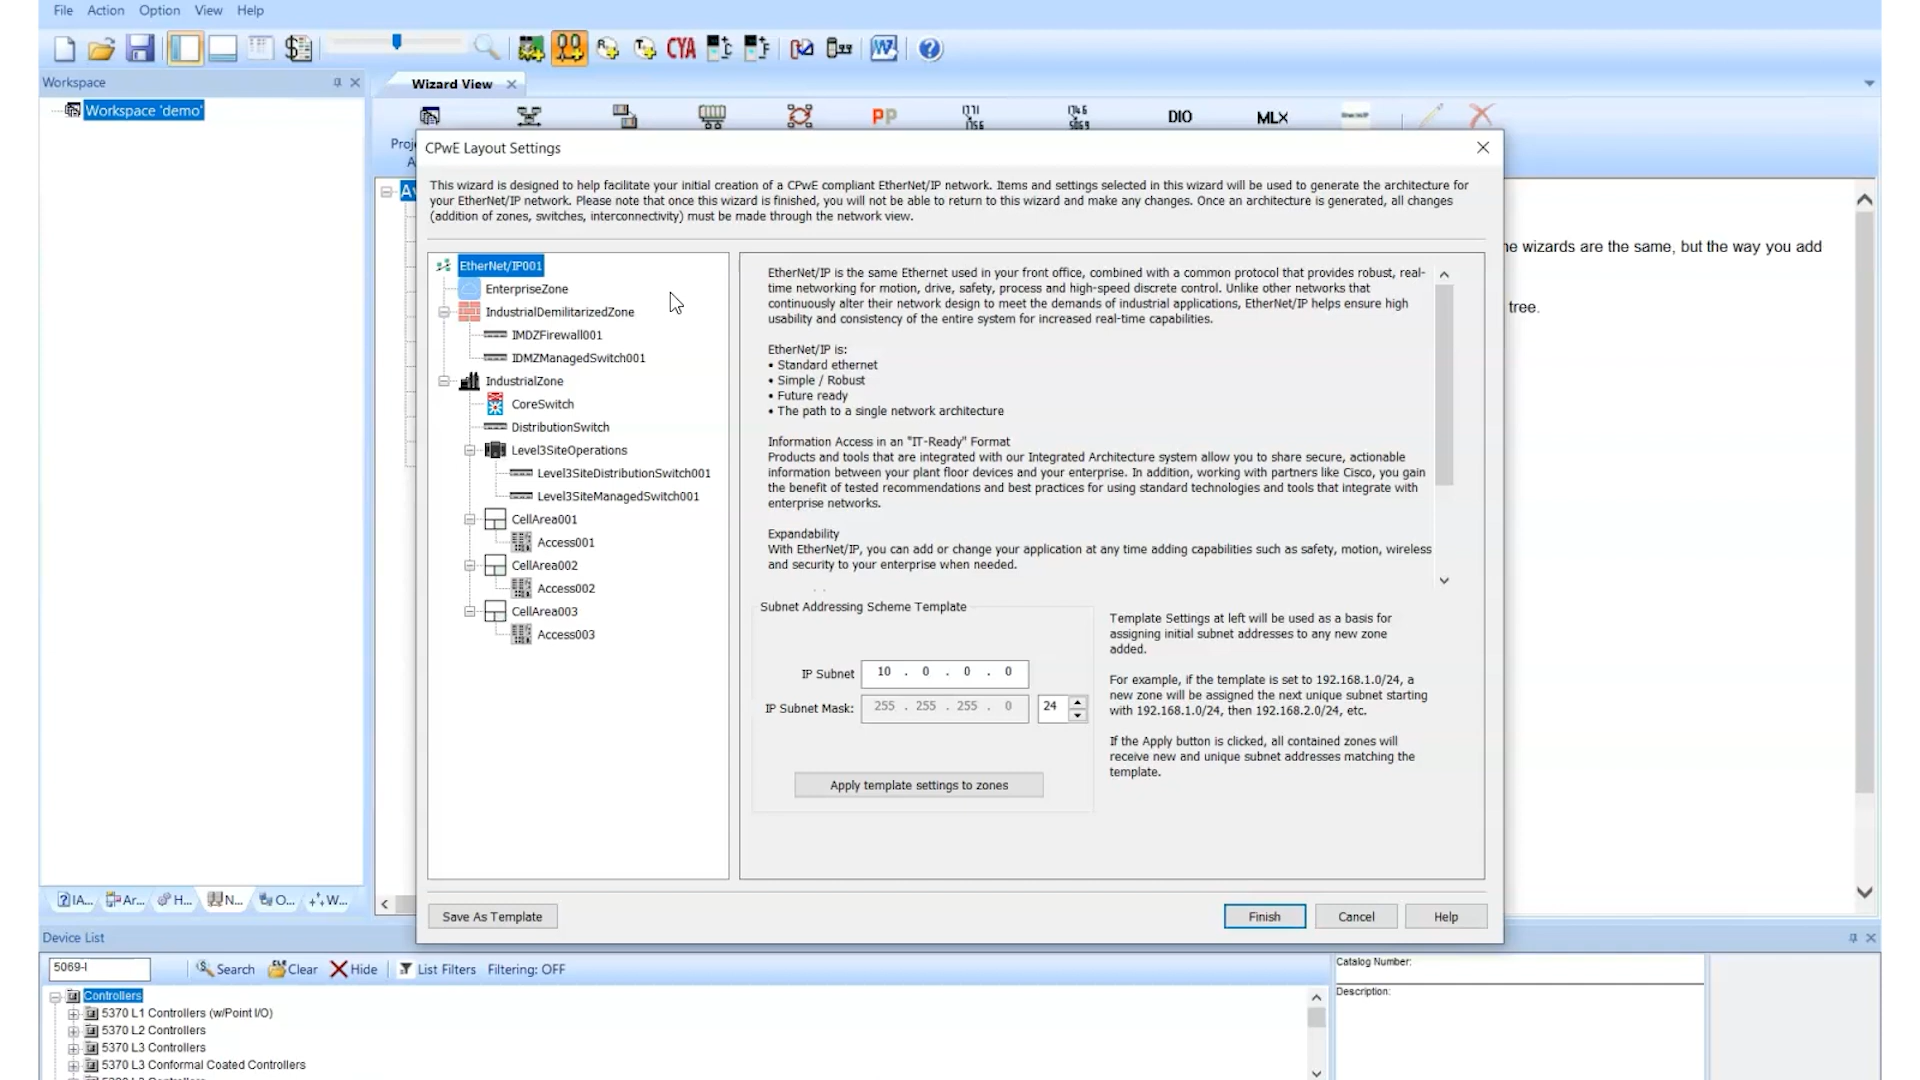 File Action Option View Help
CYA
Workspace
Wizard View
Workspace 'demo'
PP
1771
1756
1746
5069
DIO
MLX
Proj
A
CPwE Layout Settings
This wizard is designed to help facilitate your initial creation of a CPwE compliant EtherNet/IP network. Items and settings selected in this wizard will be used to generate the architecture for
your EtherNet/IP network. Please note that once this wizard is finished, you will not be able to return to this wizard and make any changes. Once an architecture is generated, all changes
(addition of zones, switches, interconnectivity) must be made through the network view.
Av
ne wizards are the same, but the way you add
tree.
EtherNet/IP001
EnterpriseZone
IndustrialDemilitarizedZone
IMDZFirewall001
IDMZManagedSwitch001
IndustrialZone
CoreSwitch
DistributionSwitch
Level3SiteOperations
Level3SiteDistributionSwitch001
Level3SiteManagedSwitch001
CellArea001
Access001
CellArea002
Access002
CellArea003
Access003
EtherNet/IP is the same Ethernet used in your front office, combined with a common protocol that provides robust, real-
time networking for motion, drive, safety, process and high-speed discrete control. Unlike other networks that
continuously alter their network design to meet the demands of industrial applications, EtherNet/IP helps ensure high
usability and consistency of the entire system for increased real-time capabilities.
EtherNet/IP is:
• Standard ethernet
• Simple / Robust
• Future ready
• The path to a single network architecture
Information Access in an "IT-Ready" Format
Products and tools that are integrated with our Integrated Architecture system allow you to share secure, actionable
information between your plant floor devices and your enterprise. In addition, working with partners like Cisco, you gain
the benefit of tested recommendations and best practices for using standard technologies and tools that integrate with
enterprise networks.
Expandability
With EtherNet/IP, you can add or change your application at any time adding capabilities such as safety, motion, wireless
and security to your enterprise when needed.
Subnet Addressing Scheme Template
IP Subnet 10 . 0 . 0 . 0
IP Subnet Mask: 255 . 255 . 255 . 0 24
Apply template settings to zones
Template Settings at left will be used as a basis for
assigning initial subnet addresses to any new zone
added.
For example, if the template is set to 192.168.1.0/24, a
new zone will be assigned the next unique subnet starting
with 192.168.1.0/24, then 192.168.2.0/24, etc.
If the Apply button is clicked, all contained zones will
receive new and unique subnet addresses matching the
template.
IA... Ar... H... N... O... W...
Save As Template Finish Cancel Help
Device List
5069-I Search Clear Hide List Filters Filtering: OFF
Catalog Number:
Description:
Controllers
5370 L1 Controllers (w/Point I/O)
5370 L2 Controllers
5370 L3 Controllers
5370 L3 Conformal Coated Controllers